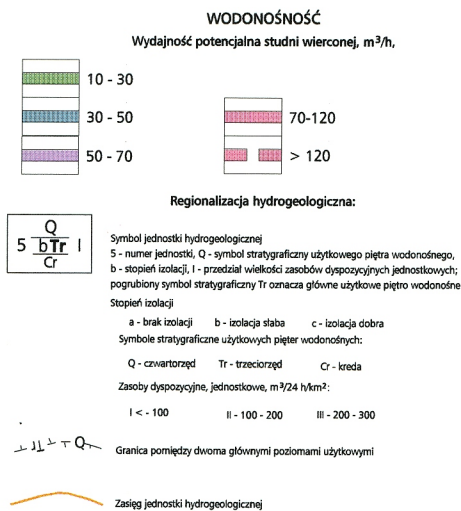 WODONOŚNOŚĆ
Wydajność potencjalna studni wierconej, m³/h,
10 - 30
30 - 50
50 - 70
70-120
> 120
Regionalizacja hydrogeologiczna:
Q
5 bTr I
Cr
Symbol jednostki hydrogeologicznej
5 - numer jednostki, Q - symbol stratygraficzny użytkowego piętra wodonośnego,
b - stopień izolacji, I - przedział wielkości zasobów dyspozycyjnych jednostkowych;
pogrubiony symbol stratygraficzny Tr oznacza główne użytkowe piętro wodonośne
Stopień izolacji
a - brak izolacji b - izolacja słaba c - izolacja dobra
Symbole stratygraficzne użytkowych pięter wodonośnych:
Q - czwartorzęd Tr - trzeciorzęd Cr - kreda
Zasoby dyspozycyjne, jednostkowe, m³/24 h/km²:
I < - 100 II - 100 - 200 III - 200 - 300
Q
Granica pomiędzy dwoma głównymi poziomami użytkowymi
Zasięg jednostki hydrogeologicznej